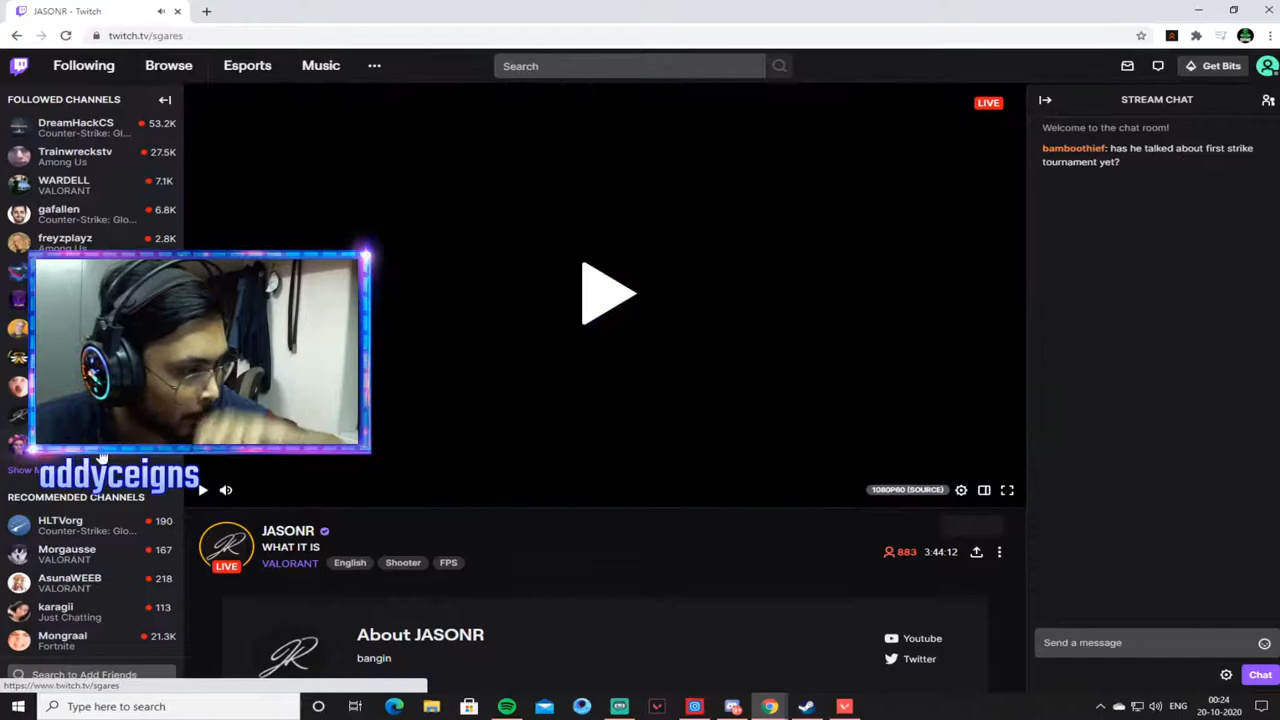 JASONR - Twitch
twitch.tv/sgares
Following
Browse
Esports
Music
Search
Get Bits
FOLLOWED CHANNELS
DreamHackCS
53.2K
Counter-Strike: Gl...
Trainwreckstv
27.5K
Among Us
WARDELL
7.1K
VALORANT
gafallen
6.8K
Counter-Strike: Glo...
freyzplayz
2.8K
Among Us
Show M
addyceigns
RECOMMENDED CHANNELS
HLTVorg
190
Counter-Strike: Glo...
Morgausse
167
VALORANT
AsunaWEEB
218
VALORANT
karagii
113
Just Chatting
Mongraal
21.3K
Fortnite
Search to Add Friends
https://www.twitch.tv/sgares
LIVE
1080P60 (SOURCE)
JASONR
WHAT IT IS
VALORANT
English
Shooter
FPS
LIVE
883
3:44:12
About JASONR
bangin
Youtube
Twitter
STREAM CHAT
Welcome to the chat room!
bamboothief: has he talked about first strike
tournament yet?
Send a message
Chat
Type here to search
ENG
00:24
20-10-2020